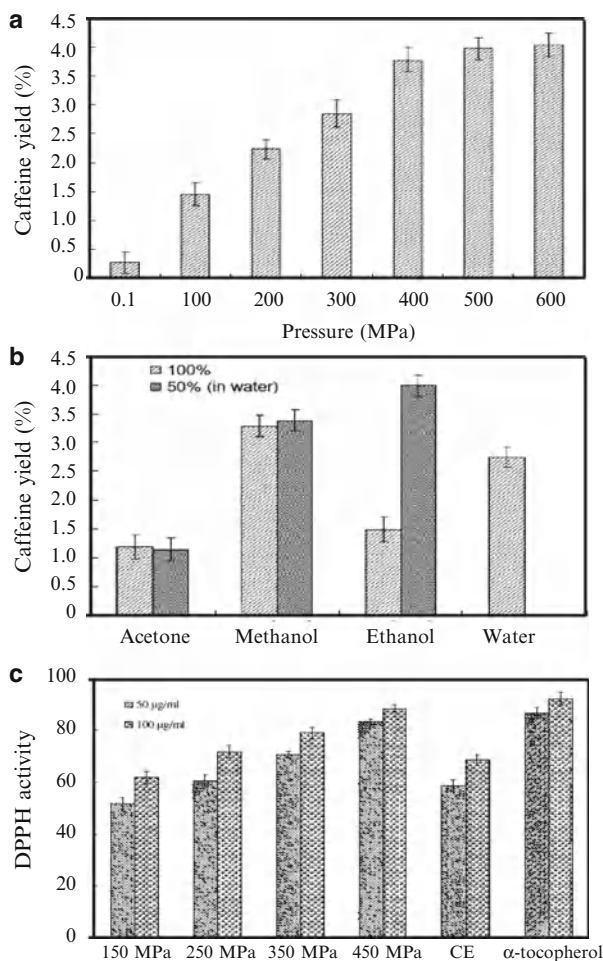 a
Caffeine yield (%)
4.5
4.0
3.5
3.0
2.5
2.0
1.5
1.0
0.5
0
0.1 100 200 300 400 500 600
Pressure (MPa)
b
Caffeine yield (%)
4.5
4.0
3.5
3.0
2.5
2.0
1.5
1.0
0.5
0
100%
50% (in water)
Acetone Methanol Ethanol Water
c
DPPH activity
100
80
60
40
20
0
50 µg/ml
100 µg/ml
150 MPa 250 MPa 350 MPa 450 MPa CE α-tocopherol